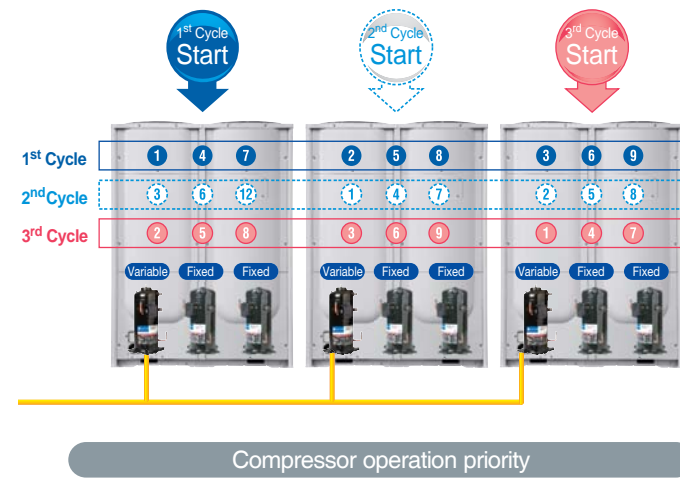 1st Cycle
Start
2nd Cycle
Start
3rd Cycle
Start
1st Cycle 1 4 7 2 5 8 3 6 9
2nd Cycle 3 6 12 1 4 7 2 5 8
3rd Cycle 2 5 8 3 6 9 1 4 7
Variable Fixed Fixed Variable Fixed Fixed Variable Fixed Fixed
Compressor operation priority